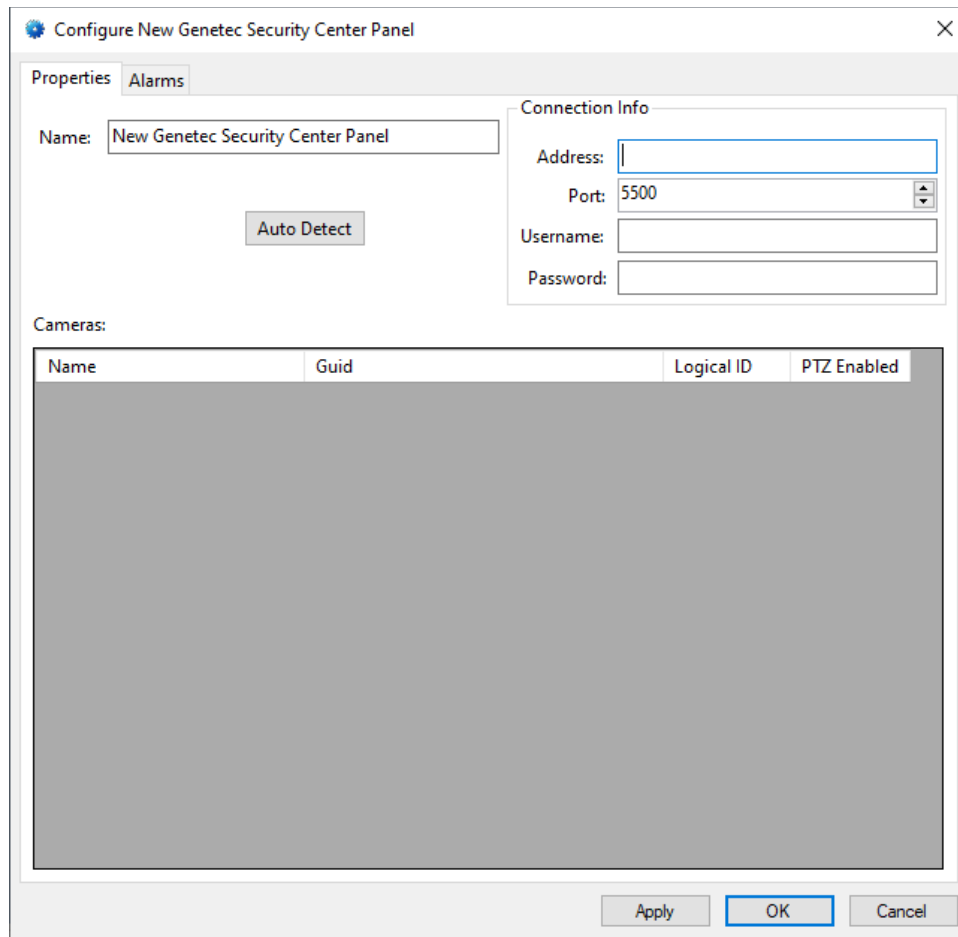 Configure New Genetec Security Center Panel
Properties Alarms
Connection Info
Name: New Genetec Security Center Panel
Address:
Port: 5500
Auto Detect
Username:
Password:
Cameras:
Name Guid Logical ID PTZ Enabled
Apply OK Cancel